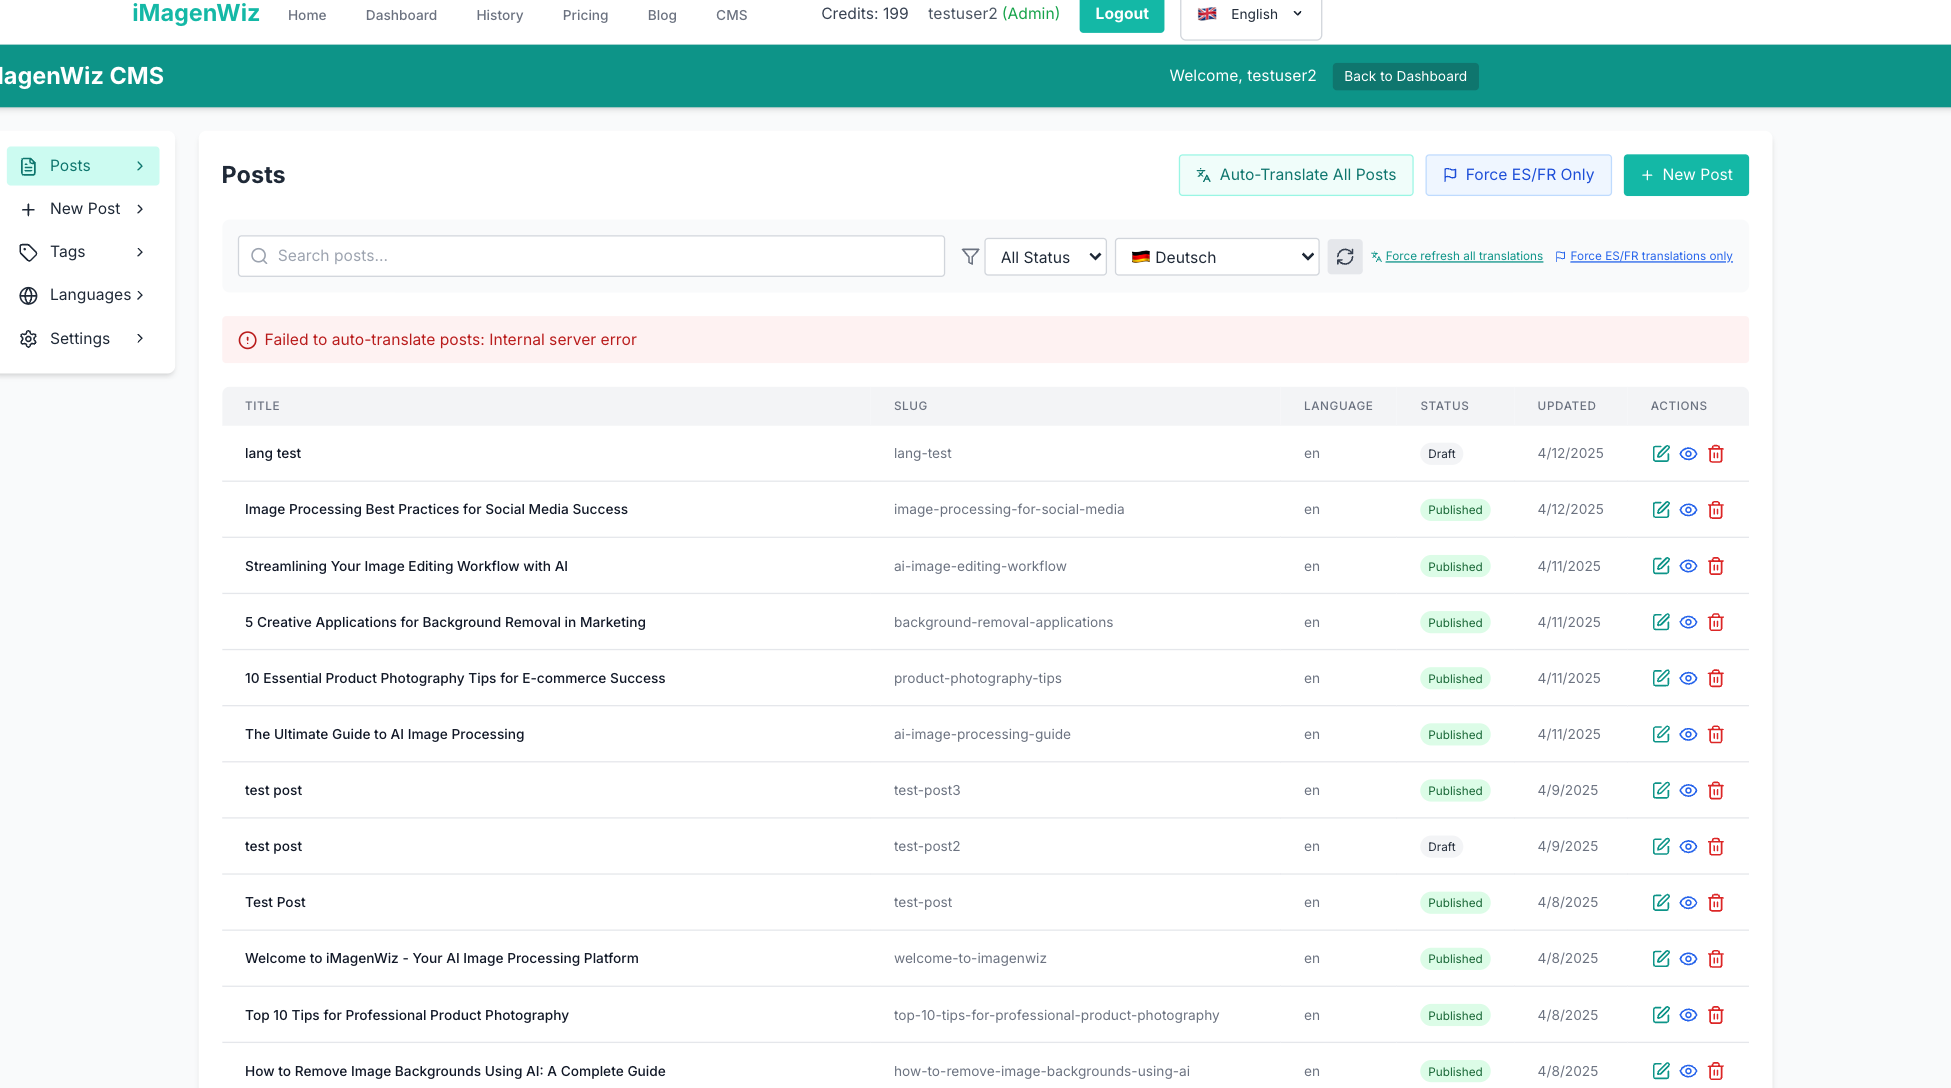 iMagenWiz Home Dashboard History Pricing Blog CMS Credits: 199 testuser2 (Admin) Logout English
MagenWiz CMS Welcome, testuser2 Back to Dashboard
Posts
New Post
Tags
Languages
Settings
Posts Auto-Translate All Posts Force ES/FR Only New Post
Search posts... All Status Deutsch Force refresh all translations Force ES/FR translations only
Failed to auto-translate posts: Internal server error
TITLE SLUG LANGUAGE STATUS UPDATED ACTIONS
lang test lang-test en Draft 4/12/2025
Image Processing Best Practices for Social Media Success image-processing-for-social-media en Published 4/12/2025
Streamlining Your Image Editing Workflow with AI ai-image-editing-workflow en Published 4/11/2025
5 Creative Applications for Background Removal in Marketing background-removal-applications en Published 4/11/2025
10 Essential Product Photography Tips for E-commerce Success product-photography-tips en Published 4/11/2025
The Ultimate Guide to AI Image Processing ai-image-processing-guide en Published 4/11/2025
test post test-post3 en Published 4/9/2025
test post test-post2 en Draft 4/9/2025
Test Post test-post en Published 4/8/2025
Welcome to iMagenWiz - Your AI Image Processing Platform welcome-to-imagenwiz en Published 4/8/2025
Top 10 Tips for Professional Product Photography top-10-tips-for-professional-product-photography en Published 4/8/2025
How to Remove Image Backgrounds Using AI: A Complete Guide how-to-remove-image-backgrounds-using-ai en Published 4/8/2025